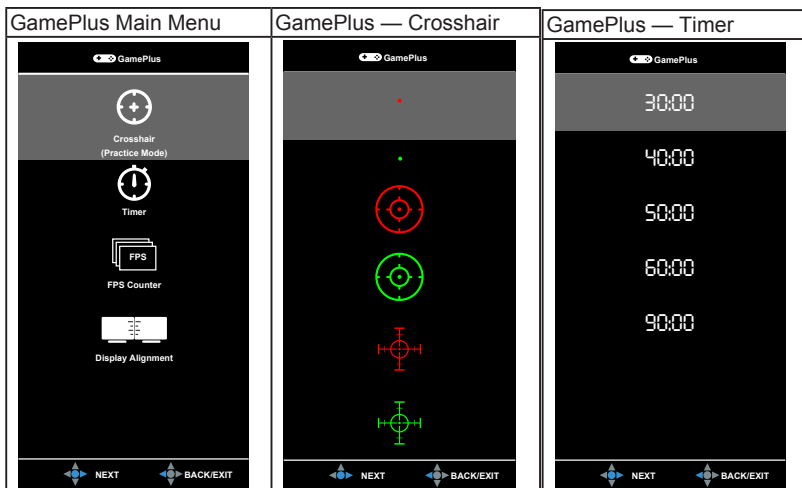 GamePlus Main Menu
GamePlus
Crosshair
(Practice Mode)
Timer
FPS
FPS Counter
Display Alignment
NEXT BACK/EXIT
GamePlus — Crosshair
GamePlus
NEXT BACK/EXIT
GamePlus — Timer
GamePlus
30:00
40:00
50:00
60:00
90:00
NEXT BACK/EXIT